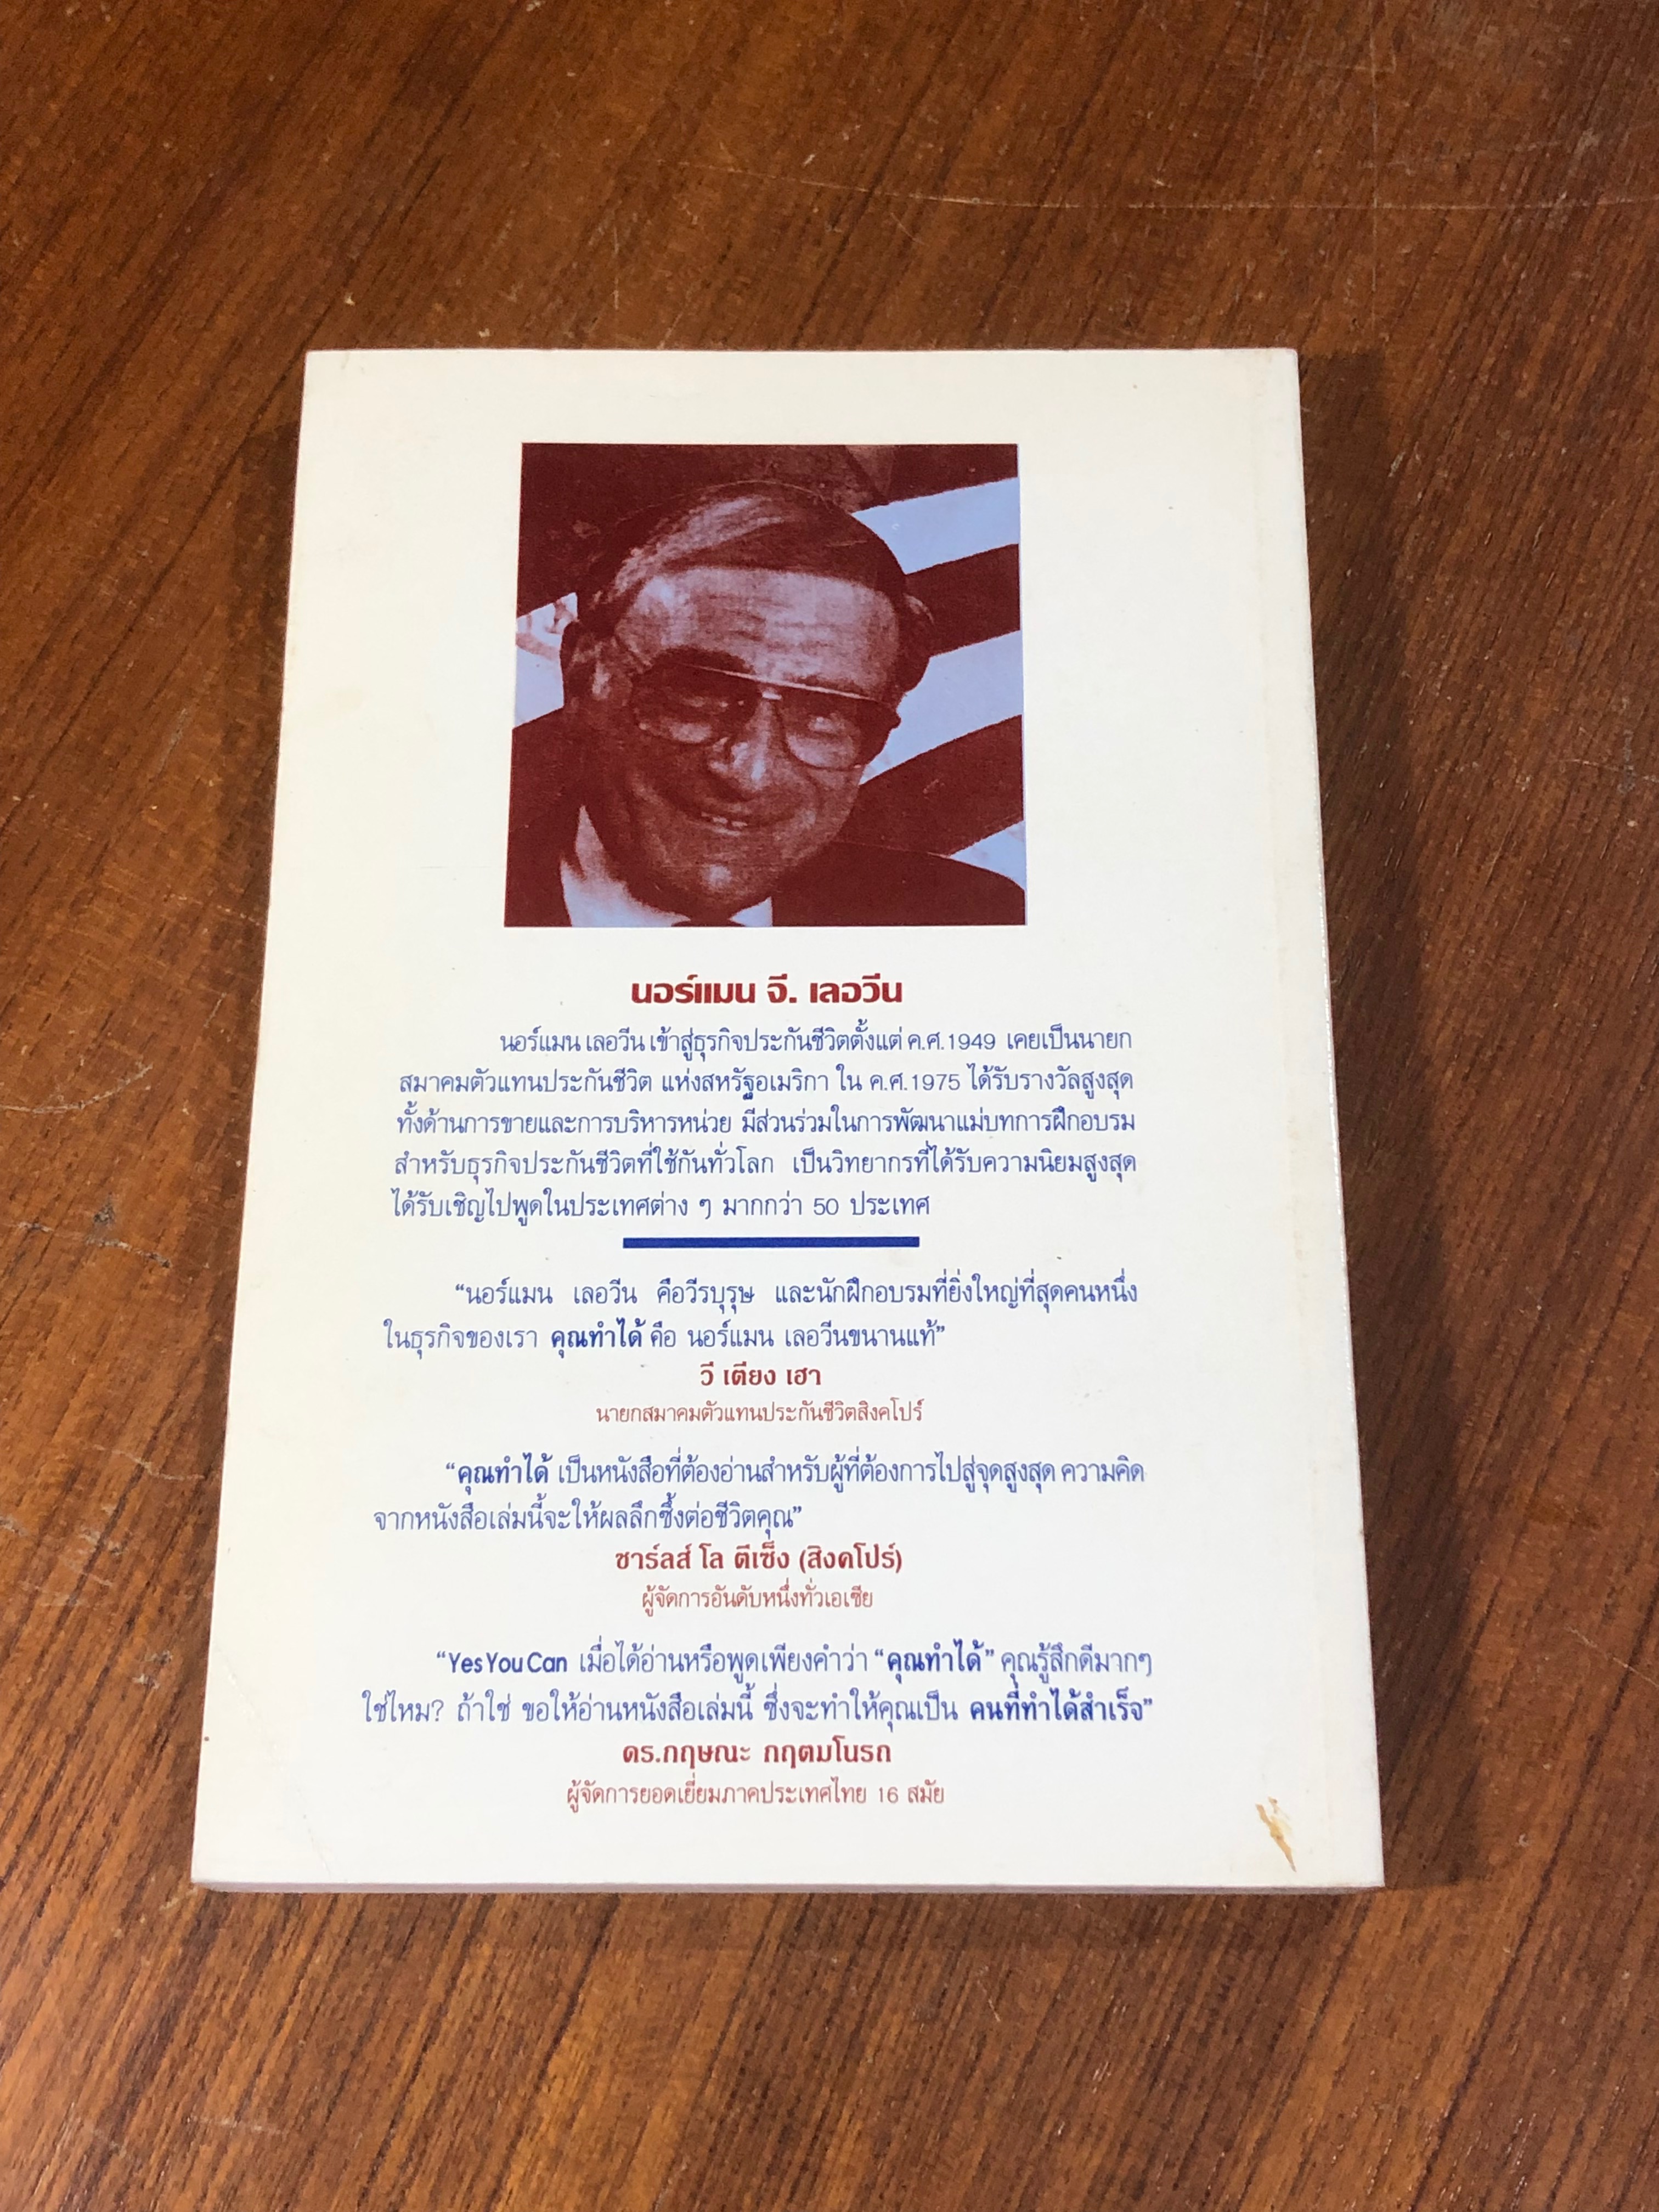 นอร์แมน จี. เลอวีน
นอร์แมน เลอวีน เข้าสู่ธุรกิจประกันชีวิตตั้งแต่ ค.ศ.1949 เคยเป็นนายก
สมาคมตัวแทนประกันชีวิต แห่งสหรัฐอเมริกา ใน ค.ศ.1975 ได้รับรางวัลสูงสุด
ทั้งด้านการขายและการบริหารหน่วย มีส่วนร่วมในการพัฒนาแม่บทการฝึกอบรม
สำหรับธุรกิจประกันชีวิตที่ใช้กันทั่วโลก เป็นวิทยากรที่ได้รับความนิยมสูงสุด
ได้รับเชิญไปพูดในประเทศต่าง ๆ มากกว่า 50 ประเทศ
“นอร์แมน เลอวีน คือวีรบุรุษ และนักฝึกอบรมที่ยิ่งใหญ่ที่สุดคนหนึ่ง
ในธุรกิจของเรา คุณทำได้ คือ นอร์แมน เลอวีนขนานแท้”
วี เตียง เฮา
นายกสมาคมตัวแทนประกันชีวิตสิงคโปร์
“คุณทำได้ เป็นหนังสือที่ต้องอ่านสำหรับผู้ที่ต้องการไปสู่จุดสูงสุด ความคิด
จากหนังสือเล่มนี้จะให้ผลลึกซึ้งต่อชีวิตคุณ”
ชาร์ลส์ โล ตีเซ็ง (สิงคโปร์)
ผู้จัดการอันดับหนึ่งทั่วเอเซีย
“Yes You Can เมื่อได้อ่านหรือพูดเพียงคำว่า “คุณทำได้” คุณรู้สึกดีมากๆ
ใช่ไหม? ถ้าใช่ ขอให้อ่านหนังสือเล่มนี้ ซึ่งจะทำให้คุณเป็น คนที่ทำได้สำเร็จ”
ดร.กฤษณะ กฤตมโนรถ
ผู้จัดการยอดเยี่ยมภาคประเทศไทย 16 สมัย